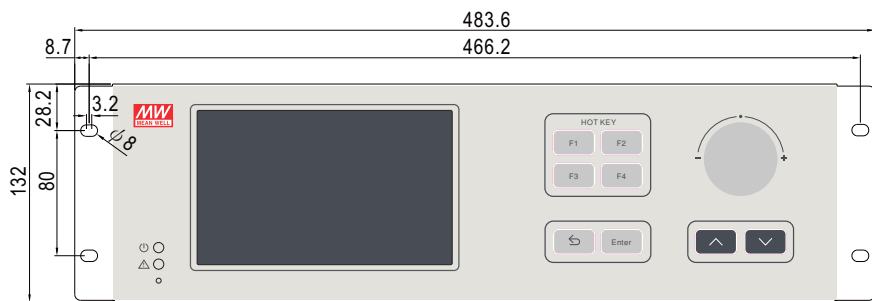 483.6
8.7
466.2
28.2
3.2
MW
MEAN WELL
ϕ8
80
132
HOT KEY
F1 F2
F3 F4
− +
Enter